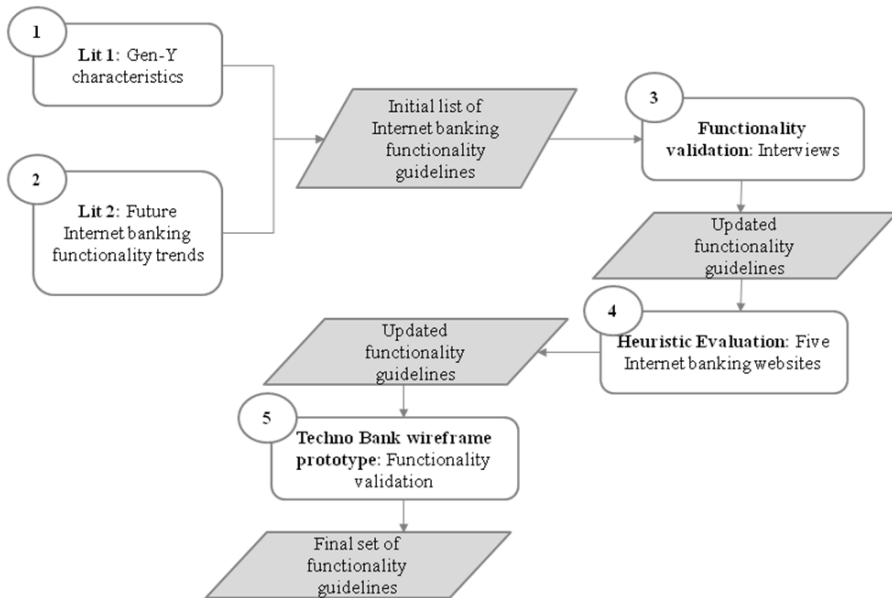 1
Lit 1: Gen-Y
characteristics
2
Lit 2: Future
Internet banking
functionality trends
Initial list of
Internet banking
functionality
guidelines
3
Functionality
validation: Interviews
Updated
functionality
guidelines
4
Heuristic Evaluation: Five
Internet banking websites
Updated
functionality
guidelines
5
Techno Bank wireframe
prototype: Functionality
validation
Final set of
functionality
guidelines